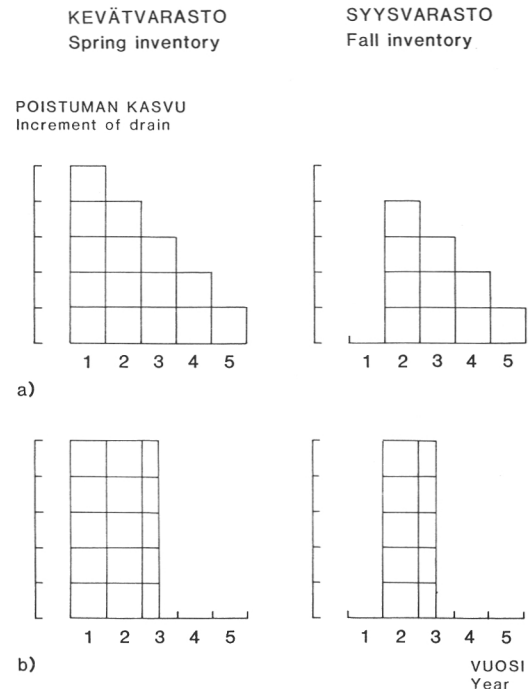 KEVÄTVARASTO
Spring inventory
SYYSVARASTO
Fall inventory
POISTUMAN KASVU
Increment of drain
1 2 3 4 5
1 2 3 4 5
a)
1 2 3 4 5
1 2 3 4 5
b)
VUOSI
Year